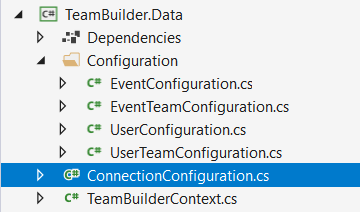 TeamBuilder.Data
Dependencies
Configuration
EventConfiguration.cs
EventTeamConfiguration.cs
UserConfiguration.cs
UserTeamConfiguration.cs
ConnectionConfiguration.cs
TeamBuilderContext.cs